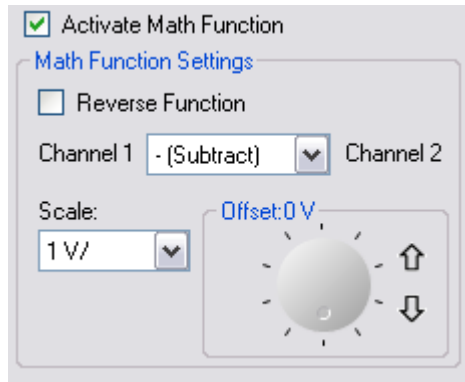 Activate Math Function
Math Function Settings
Reverse Function
Channel 1 - (Subtract) Channel 2
Scale: Offset:0 V
1 V/